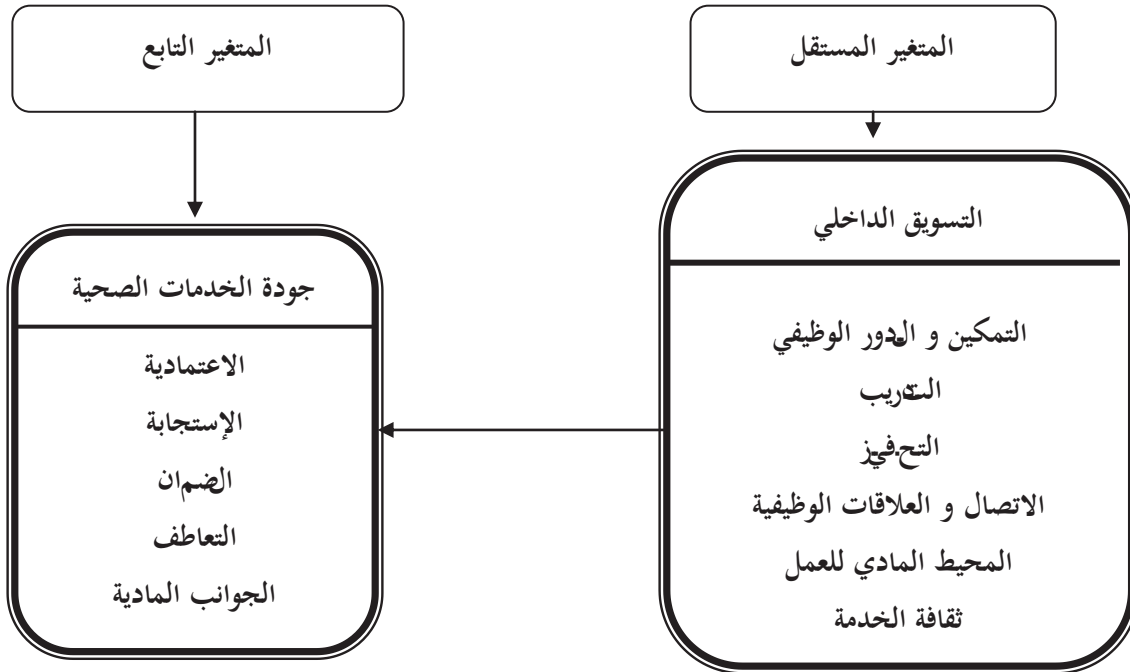 المتغير المستقل
المتغير التابع
التسويق الداخلي
التمكين و الدور الوظيفي
التدريب
التحفيز
الاتصال و العلاقات الوظيفية
المحيط المادي للعمل
ثقافة الخدمة
جودة الخدمات الصحية
الاعتمادية
الإستجابة
الضمان
التعاطف
الجوانب المادية